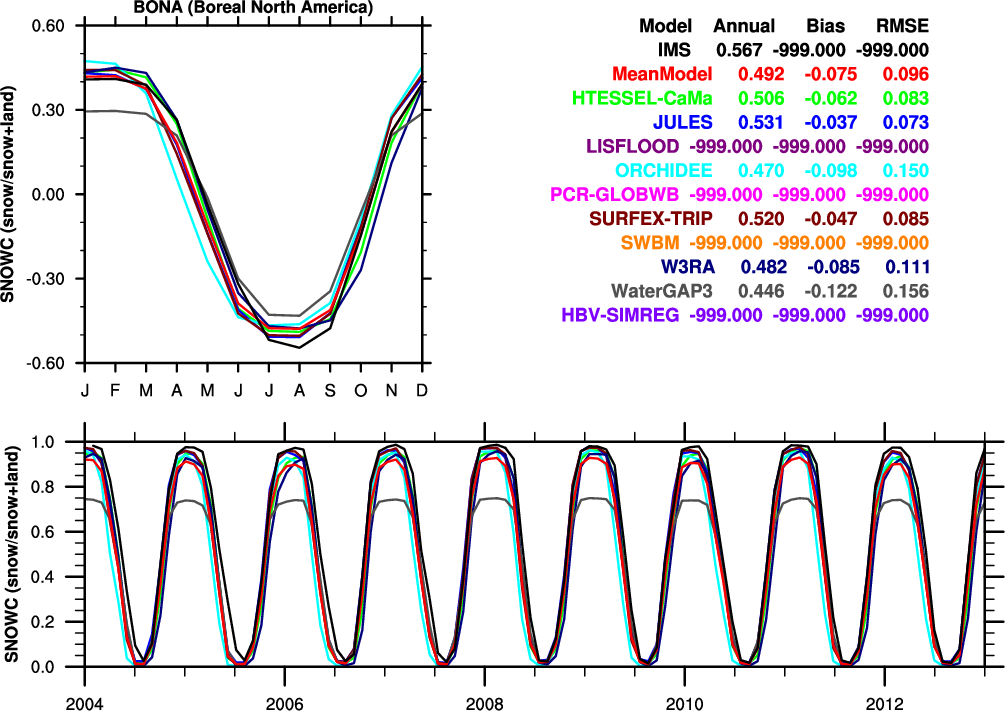 BONA (Boreal North America)
0.60
0.30
0.00
-0.30
-0.60
SNOWC (snow/snow+land)
J F M A M J J A S O N D
Model Annual Bias RMSE
IMS 0.567 -999.000 -999.000
MeanModel 0.492 -0.075 0.096
HTESSEL-CaMa 0.506 -0.062 0.083
JULES 0.531 -0.037 0.073
LISFLOOD -999.000 -999.000 -999.000
ORCHIDEE 0.470 -0.098 0.150
PCR-GLOBWB -999.000 -999.000 -999.000
SURFEX-TRIP 0.520 -0.047 0.085
SWBM -999.000 -999.000 -999.000
W3RA 0.482 -0.085 0.111
WaterGAP3 0.446 -0.122 0.156
HBV-SIMREG -999.000 -999.000 -999.000
1.0
0.8
0.6
0.4
0.2
0.0
SNOWC (snow/snow+land)
2004 2006 2008 2010 2012